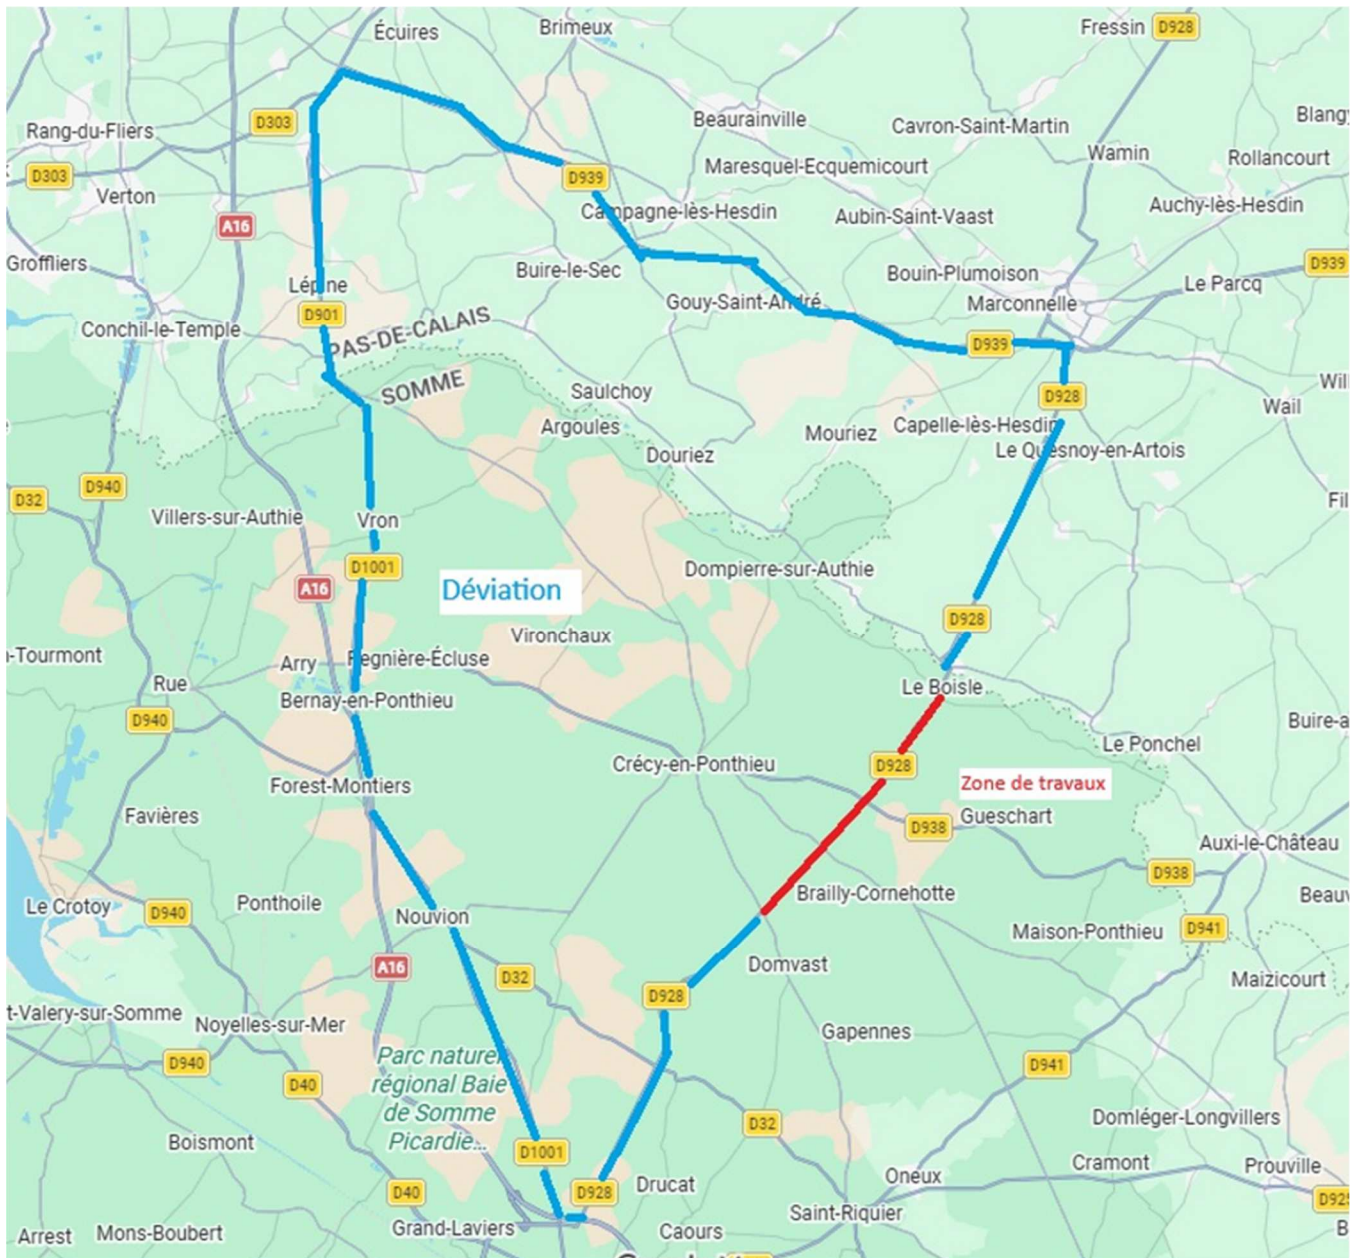 Écuires
Brimeux
Fressin
D928
D303
Rang-du-Fliers
Beaurainville
Cavron-Saint-Martin
Wamin
Rollancourt
D303
Verton
D939
Maresquel-Ecquemicourt
A16
Campagne-lès-Hesdin
Aubin-Saint-Vaast
Auchy-lès-Hesdin
Groffliers
Buire-le-Sec
Bouin-Plumoison
D939
Lépine
Gouy-Saint-André
Marconnelle
Le Parcq
D901
Conchil-le-Temple
PAS-DE-CALAIS
D939
SOMME
Saulchoy
D928
Wail
Argoules
Mouriez
Capelle-lès-Hesdin
Douriez
Le Quesnoy-en-Artois
D32
D940
Villers-sur-Authie
Vron
D1001
Dompierre-sur-Authie
A16
Déviation
D928
Vironchaux
n-Tourmont
Arry
Regnière-Écluse
Rue
Bernay-en-Ponthieu
Le Boisle
D940
Buire-a
Le Ponchel
Crécy-en-Ponthieu
D928
Forest-Montiers
Zone de travaux
Favières
D938
Gueschart
Auxi-le-Château
D938
Le Crotoy
D940
Ponthoile
Nouvion
Brailly-Cornehotte
Beauv
Maison-Ponthieu
D941
A16
D32
Domvast
Maizicourt
D928
t-Valery-sur-Somme
Noyelles-sur-Mer
Gapennes
Parc naturel
régional Baie
de Somme
Picardie...
D940
D40
D941
D32
Domléger-Longvillers
Boismont
D1001
Cramont
Prouville
D40
D928
Drucat
Oneux
D925
Arrest
Mons-Boubert
Grand-Laviers
Caours
Saint-Riquier